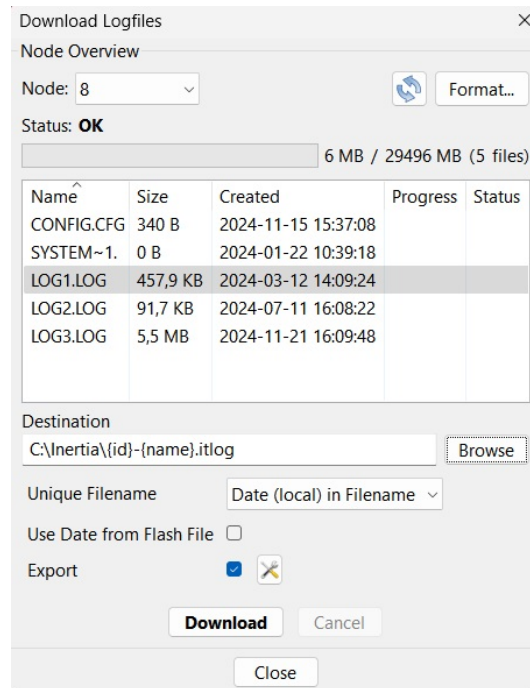 Download Logfiles
Node Overview
Node: 8 Format...
Status: OK
6 MB / 29496 MB (5 files)
Name Size Created Progress Status
CONFIG.CFG 340 B 2024-11-15 15:37:08
SYSTEM~1. 0 B 2024-01-22 10:39:18
LOG1.LOG 457,9 KB 2024-03-12 14:09:24
LOG2.LOG 91,7 KB 2024-07-11 16:08:22
LOG3.LOG 5,5 MB 2024-11-21 16:09:48
Destination
C:\Inertia\{id}-{name}.itlog Browse
Unique Filename Date (local) in Filename
Use Date from Flash File
Export
Download Cancel
Close